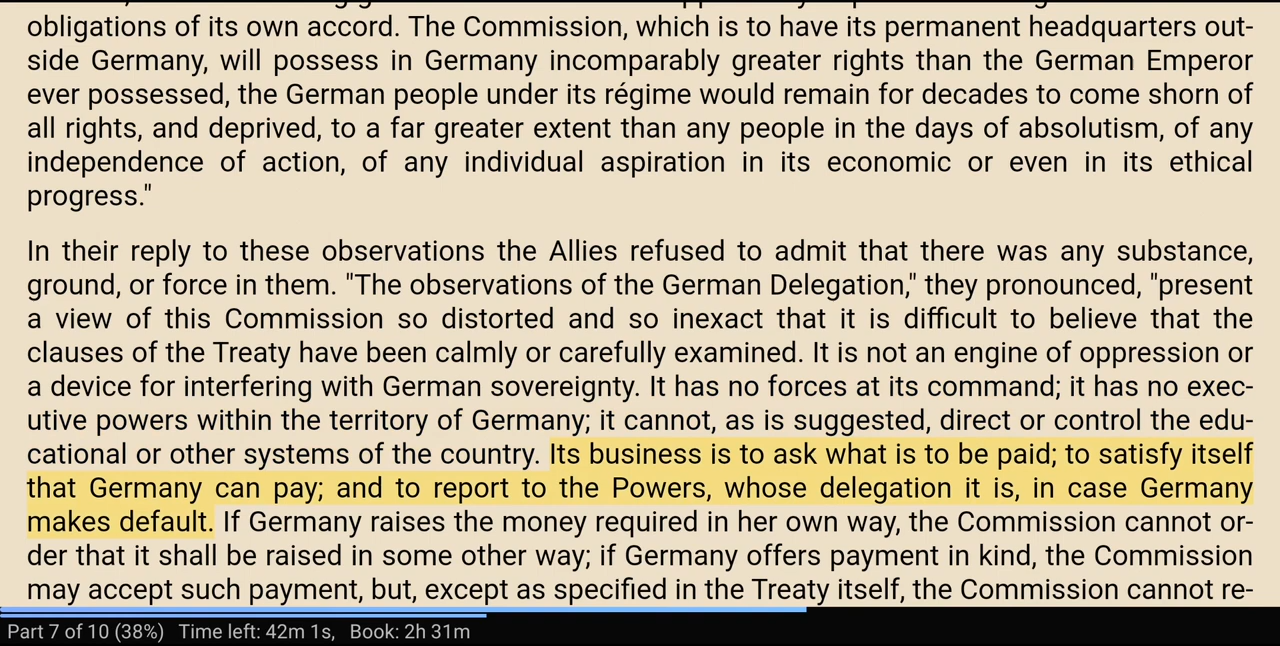 obligations of its own accord. The Commission, which is to have its permanent headquarters out-
side Germany, will possess in Germany incomparably greater rights than the German Emperor
ever possessed, the German people under its régime would remain for decades to come shorn of
all rights, and deprived, to a far greater extent than any people in the days of absolutism, of any
independence of action, of any individual aspiration in its economic or even in its ethical
progress."
In their reply to these observations the Allies refused to admit that there was any substance,
ground, or force in them. "The observations of the German Delegation," they pronounced, "present
a view of this Commission so distorted and so inexact that it is difficult to believe that the
clauses of the Treaty have been calmly or carefully examined. It is not an engine of oppression or
a device for interfering with German sovereignty. It has no forces at its command; it has no exec-
utive powers within the territory of Germany; it cannot, as is suggested, direct or control the edu-
cational or other systems of the country. Its business is to ask what is to be paid; to satisfy itself
that Germany can pay; and to report to the Powers, whose delegation it is, in case Germany
makes default. If Germany raises the money required in her own way, the Commission cannot or-
der that it shall be raised in some other way; if Germany offers payment in kind, the Commission
may accept such payment, but, except as specified in the Treaty itself, the Commission cannot re-
Part 7 of 10 (38%) Time left: 42m 1s, Book: 2h 31m